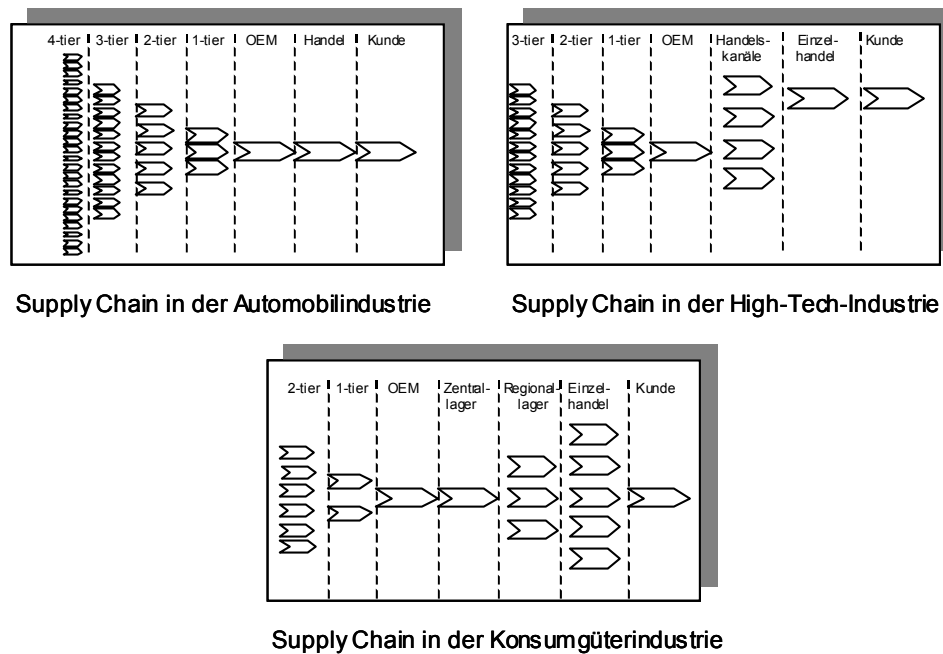 4-tier 3-tier 2-tier 1-tier OEM Handel Kunde
Supply Chain in der Automobilindustrie
3-tier 2-tier 1-tier OEM Handels- Einzel- Kunde
kanäle handel
Supply Chain in der High-Tech-Industrie
2-tier 1-tier OEM Zentral- Regional- Einzel- Kunde
lager lager handel
Supply Chain in der Konsumgüterindustrie